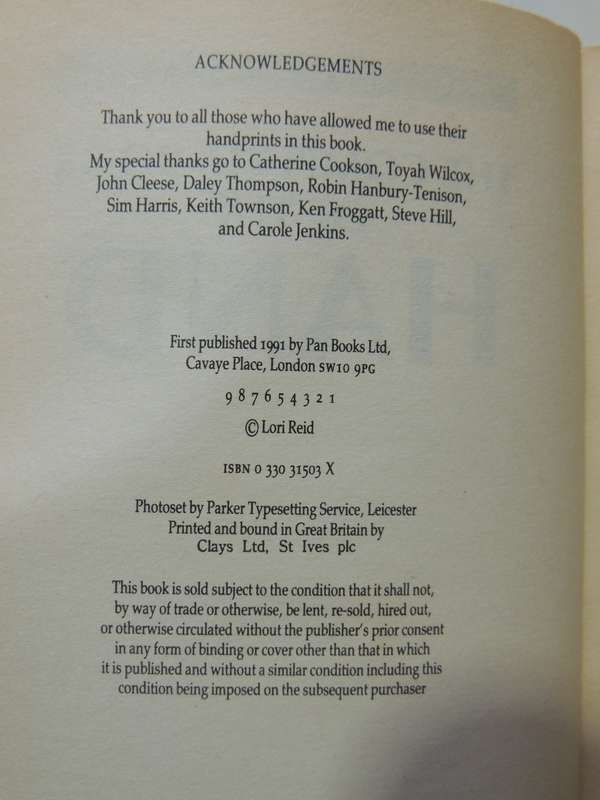 ACKNOWLEDGEMENTS
Thank you to all those who have allowed me to use their
handprints in this book.
My special thanks go to Catherine Cookson, Toyah Wilcox,
John Cleese, Daley Thompson, Robin Hanbury-Tenison,
Sim Harris, Keith Townson, Ken Froggatt, Steve Hill,
and Carole Jenkins.
First published 1991 by Pan Books Ltd,
Cavaye Place, London SW10 9PG
9 8 7 6 5 4 3 2 1
© Lori Reid
ISBN 0 330 31503 X
Photoset by Parker Typesetting Service, Leicester
Printed and bound in Great Britain by
Clays Ltd, St Ives plc
This book is sold subject to the condition that it shall not,
by way of trade or otherwise, be lent, re-sold, hired out,
or otherwise circulated without the publisher's prior consent
in any form of binding or cover other than that in which
it is published and without a similar condition including this
condition being imposed on the subsequent purchaser